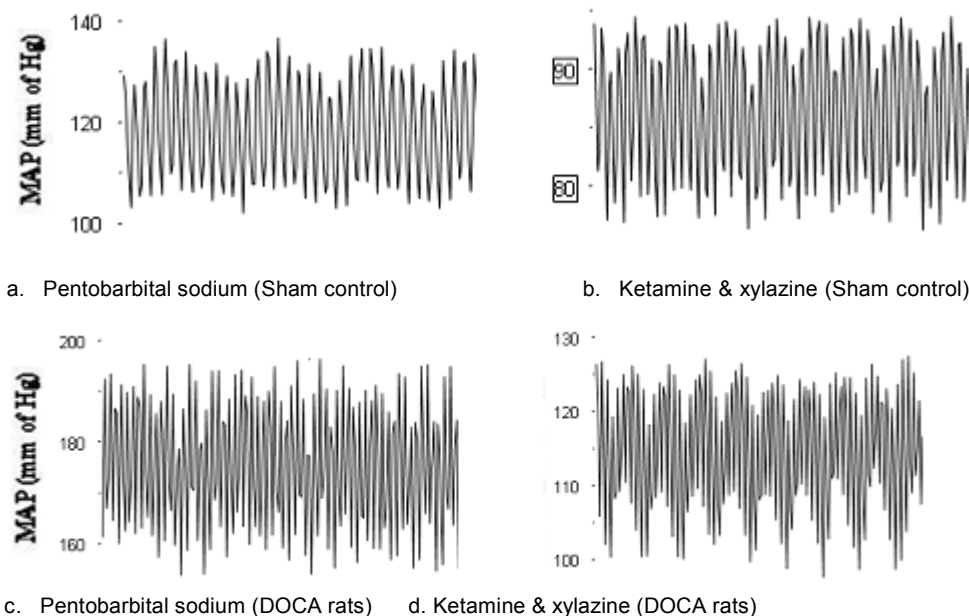 140
120
100
MAP (mm of Hg)
90
80
a. Pentobarbital sodium (Sham control)
b. Ketamine & xylazine (Sham control)
200
180
160
MAP (mm of Hg)
130
120
110
100
c. Pentobarbital sodium (DOCA rats) d. Ketamine & xylazine (DOCA rats)